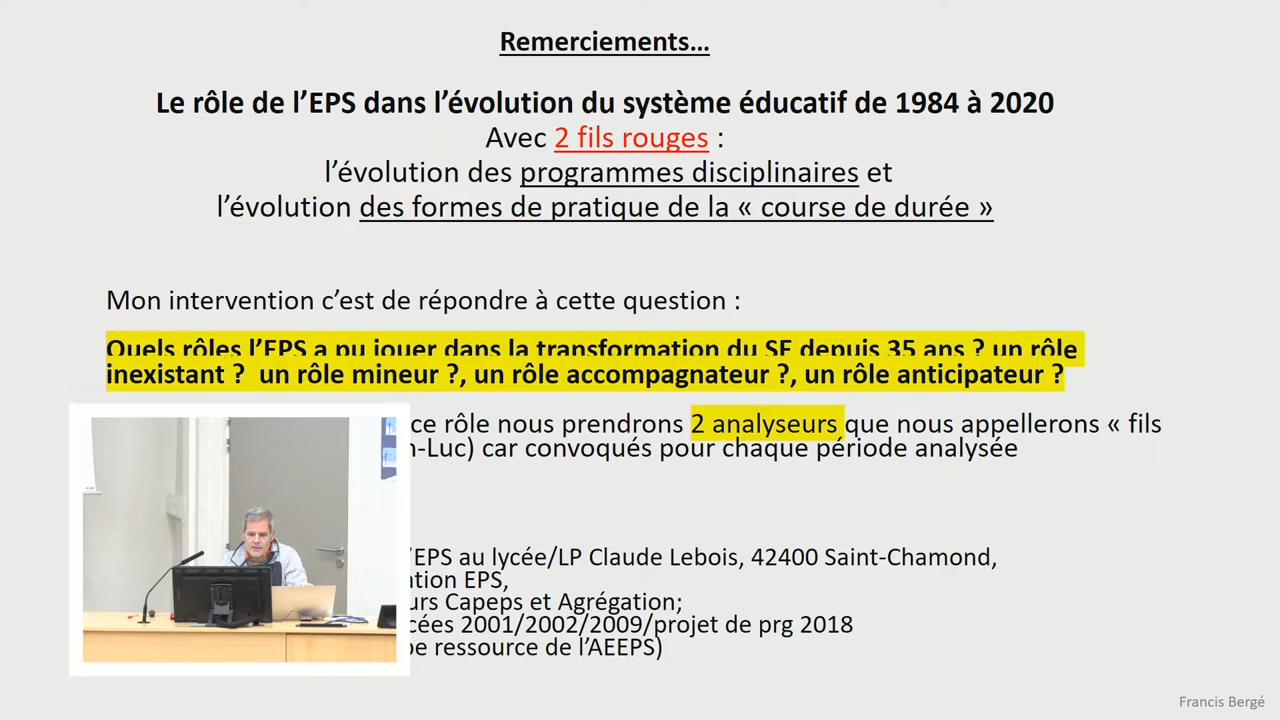 Remerciements…
Le rôle de l’EPS dans l’évolution du système éducatif de 1984 à 2020
Avec 2 fils rouges :
l’évolution des programmes disciplinaires et
l’évolution des formes de pratique de la « course de durée »
Mon intervention c’est de répondre à cette question :
Quels rôles l’EPS a pu jouer dans la transformation du SE depuis 35 ans ? un rôle
inexistant ? un rôle mineur ?, un rôle accompagnateur ?, un rôle anticipateur ?
ce rôle nous prendrons 2 analyseurs que nous appellerons « fils
n-Luc) car convoqués pour chaque période analysée
’EPS au lycée/LP Claude Lebois, 42400 Saint-Chamond,
ation EPS,
urs Capeps et Agrégation;
cées 2001/2002/2009/projet de prg 2018
pe ressource de l’AEEPS)
Francis Bergé